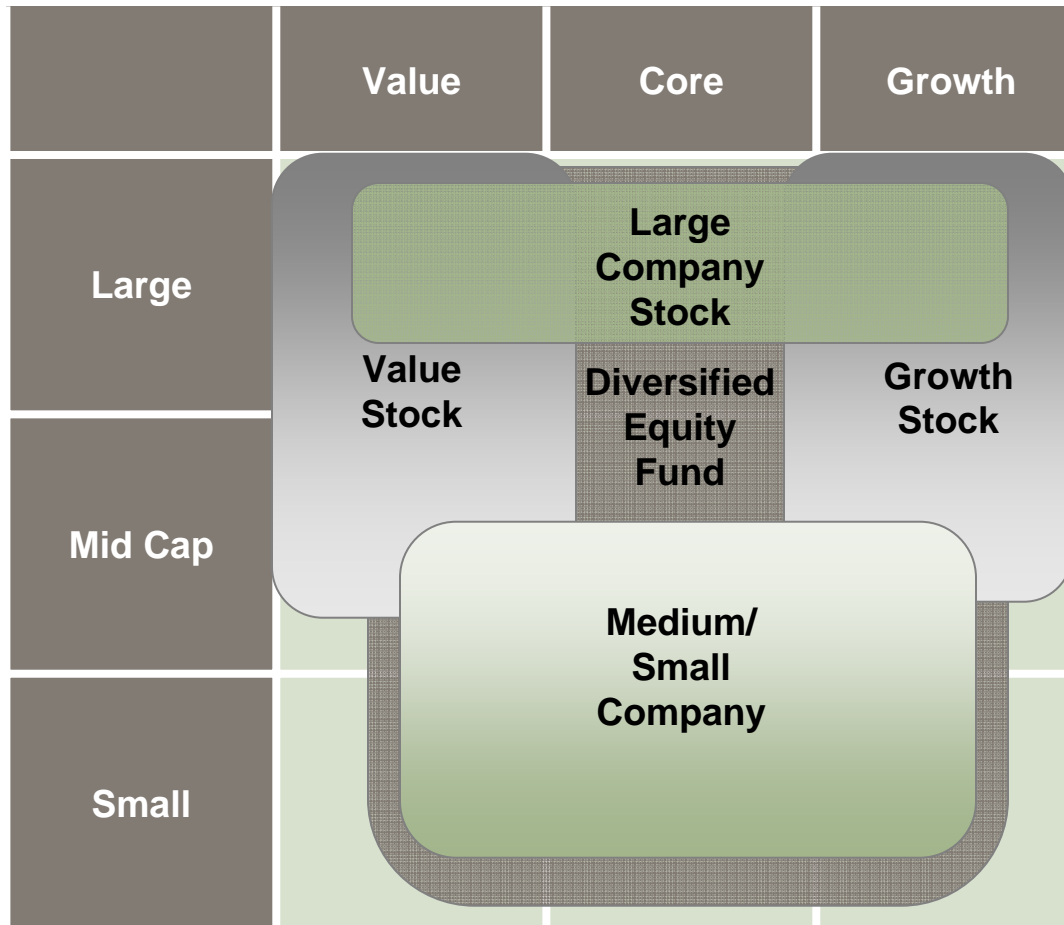 Value
Core
Growth
Large
Large
Company
Stock
Value
Stock
Diversified
Equity
Fund
Growth
Stock
Mid Cap
Medium/
Small
Company
Small